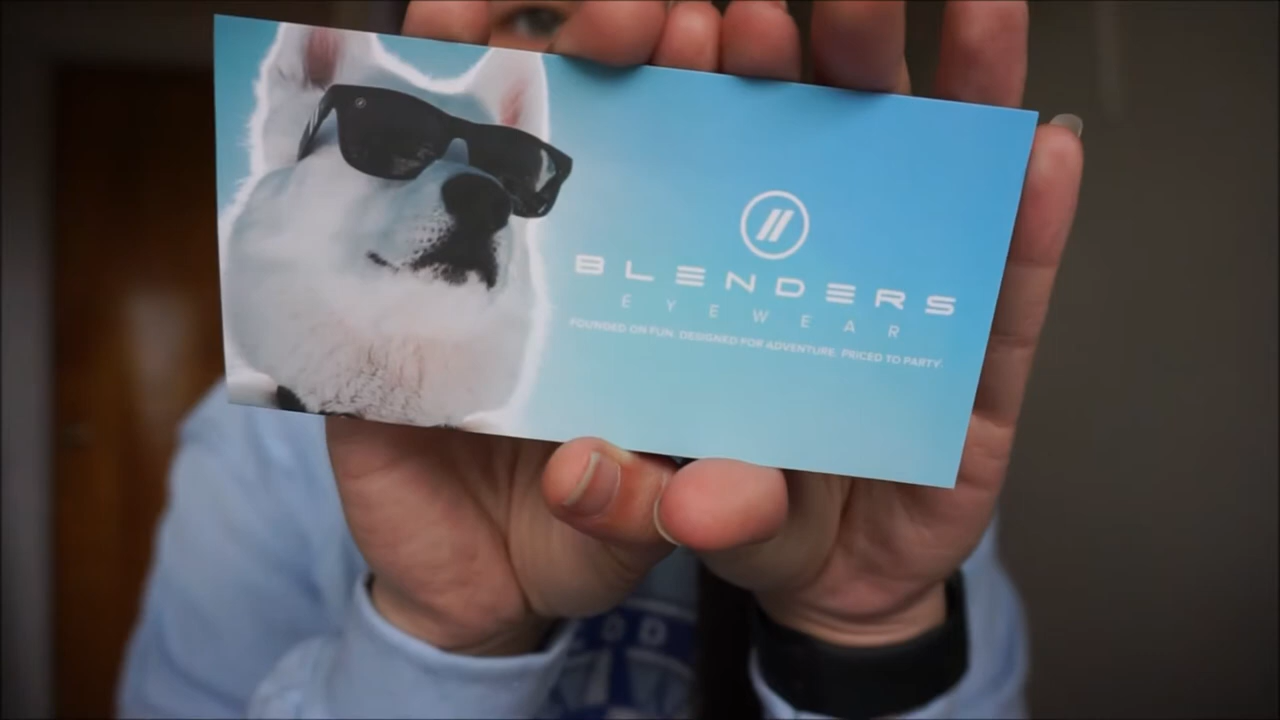 BLENDERS
EYEWEAR
FOUNDED ON FUN. DESIGNED FOR ADVENTURE. PRICED TO PARTY.